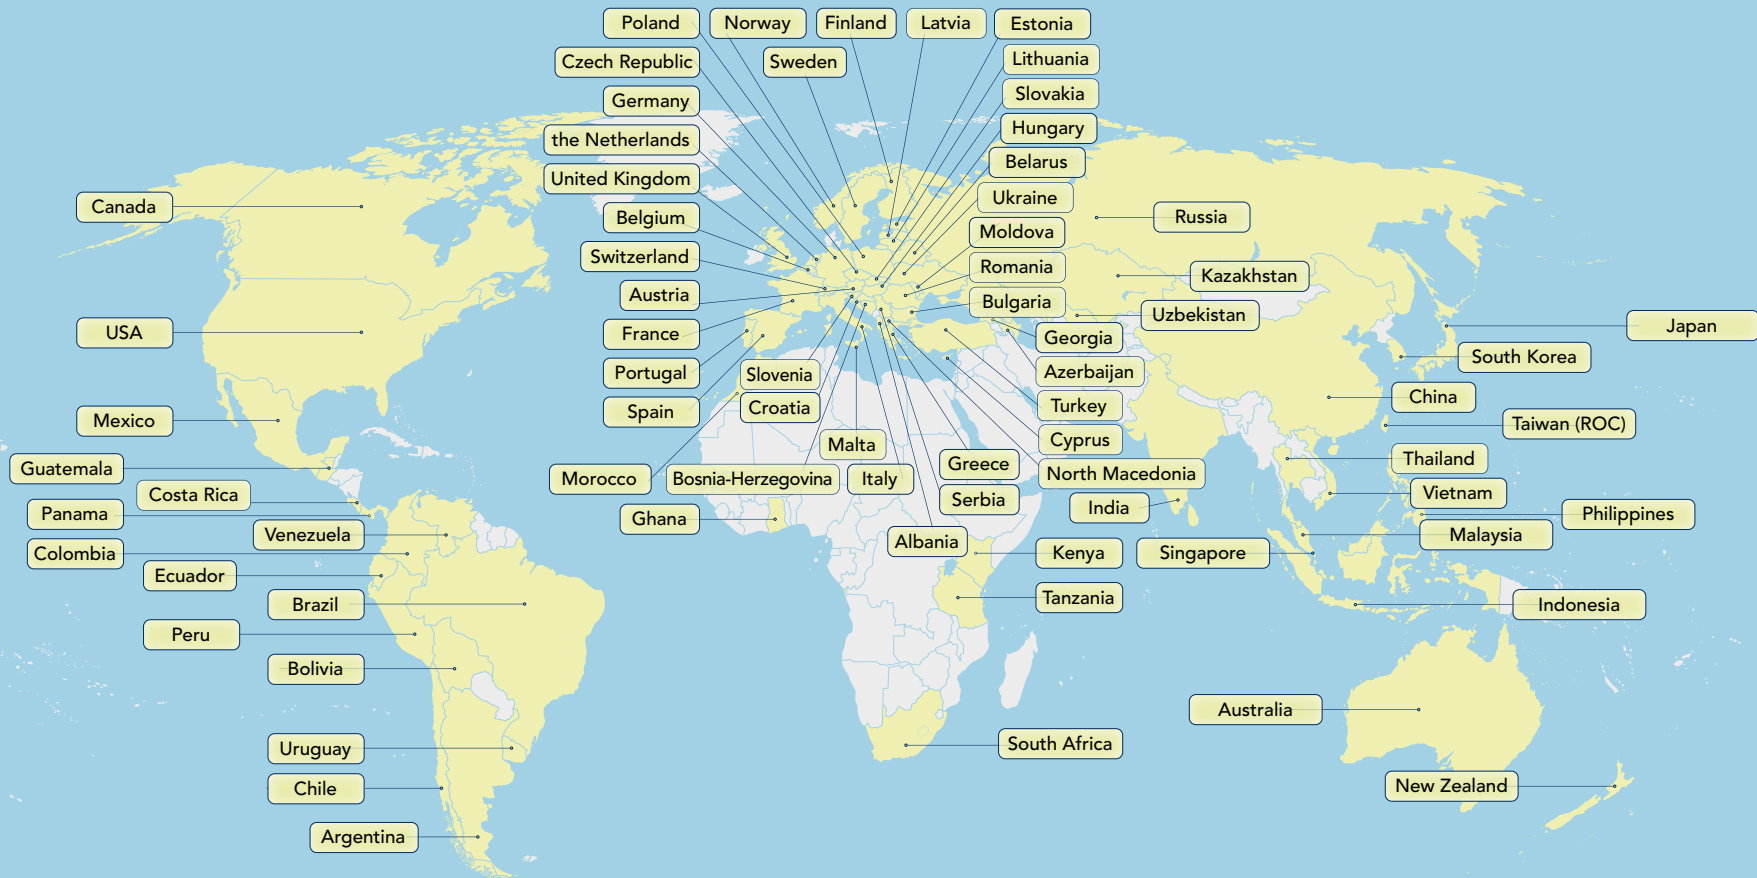 Poland
Norway
Finland
Latvia
Estonia
Czech Republic
Sweden
Lithuania
Germany
Slovakia
the Netherlands
Hungary
United Kingdom
Belarus
Canada
Belgium
Ukraine
Russia
Switzerland
Moldova
Austria
Romania
Kazakhstan
USA
France
Bulgaria
Uzbekistan
Japan
Portugal
Slovenia
Georgia
South Korea
Spain
Croatia
Azerbaijan
China
Mexico
Turkey
Taiwan (ROC)
Guatemala
Malta
Cyprus
Thailand
Costa Rica
Morocco
Bosnia-Herzegovina
Italy
Greece
North Macedonia
Vietnam
Panama
Ghana
Serbia
India
Philippines
Venezuela
Albania
Malaysia
Colombia
Kenya
Singapore
Ecuador
Brazil
Tanzania
Indonesia
Peru
Bolivia
Australia
Uruguay
South Africa
Chile
New Zealand
Argentina